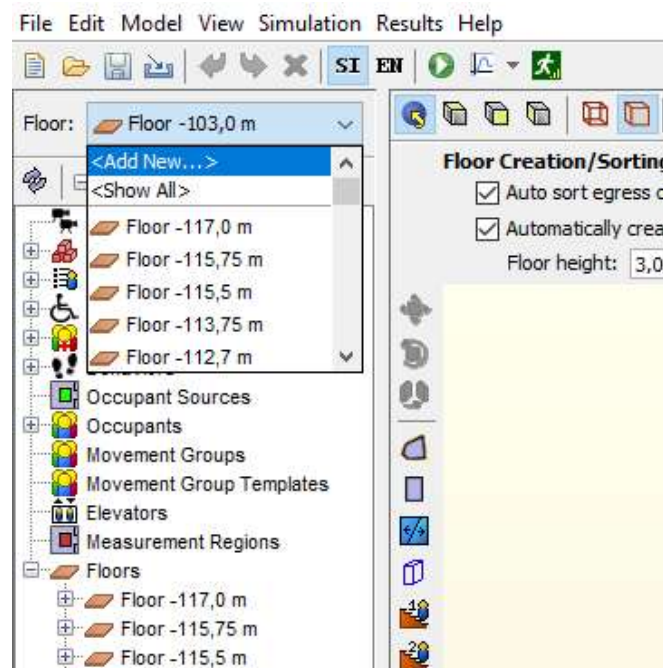 File Edit Model View Simulation Results Help
SI EN
Floor: Floor -103,0 m
<Add New...>
<Show All>
Floor -117,0 m
Floor -115,75 m
Floor -115,5 m
Floor -113,75 m
Floor -112,7 m
Occupant Sources
Occupants
Movement Groups
Movement Group Templates
Elevators
Measurement Regions
Floors
Floor -117,0 m
Floor -115,75 m
Floor -115,5 m
Floor Creation/Sorting
Auto sort egress c
Automatically crea
Floor height: 3,0